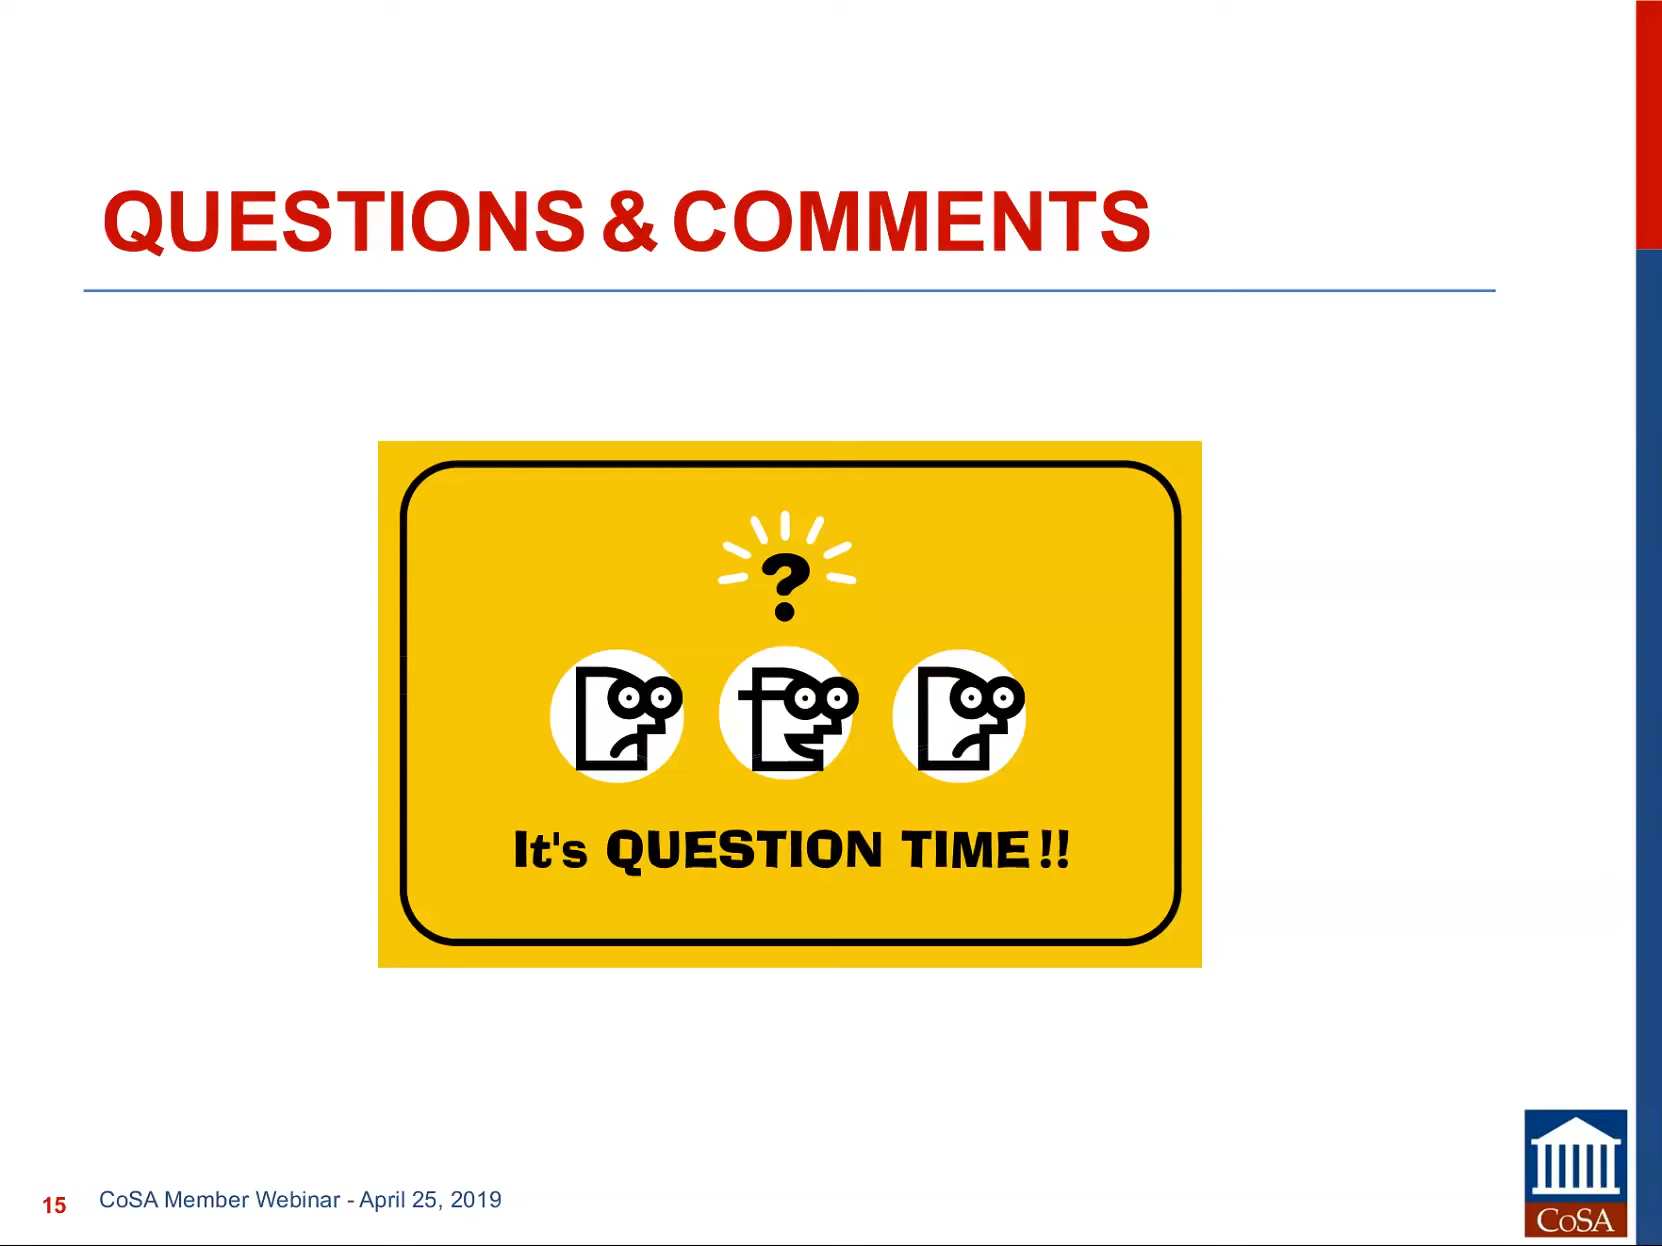 QUESTIONS & COMMENTS
?
It's QUESTION TIME!!
15 CoSA Member Webinar - April 25, 2019
CoSA